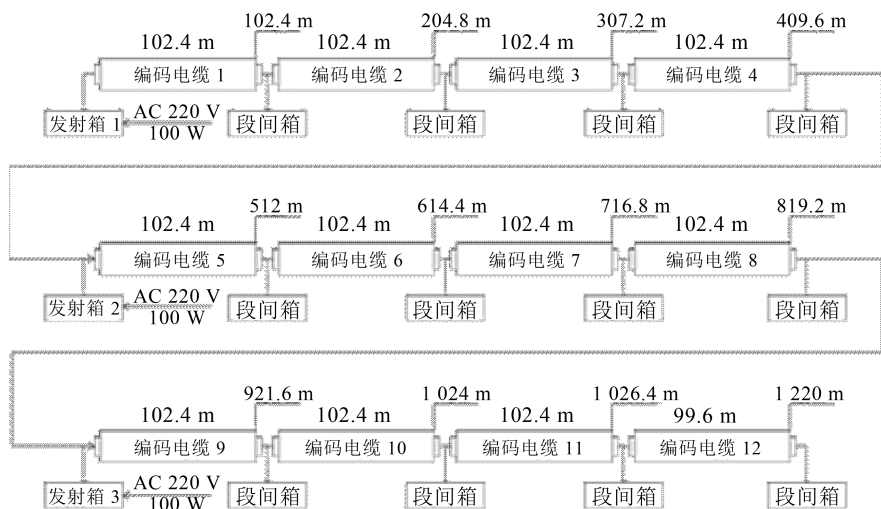 102.4 m 204.8 m 307.2 m 409.6 m
102.4 m 102.4 m 102.4 m 102.4 m
编码电缆 1 编码电缆 2 编码电缆 3 编码电缆 4
发射箱 1 AC 220 V 100 W 段间箱 段间箱 段间箱 段间箱
512 m 614.4 m 716.8 m 819.2 m
102.4 m 102.4 m 102.4 m 102.4 m
编码电缆 5 编码电缆 6 编码电缆 7 编码电缆 8
发射箱 2 AC 220 V 100 W 段间箱 段间箱 段间箱 段间箱
921.6 m 1 024 m 1 026.4 m 1 220 m
102.4 m 102.4 m 102.4 m 99.6 m
编码电缆 9 编码电缆 10 编码电缆 11 编码电缆 12
发射箱 3 AC 220 V 100 W 段间箱 段间箱 段间箱 段间箱